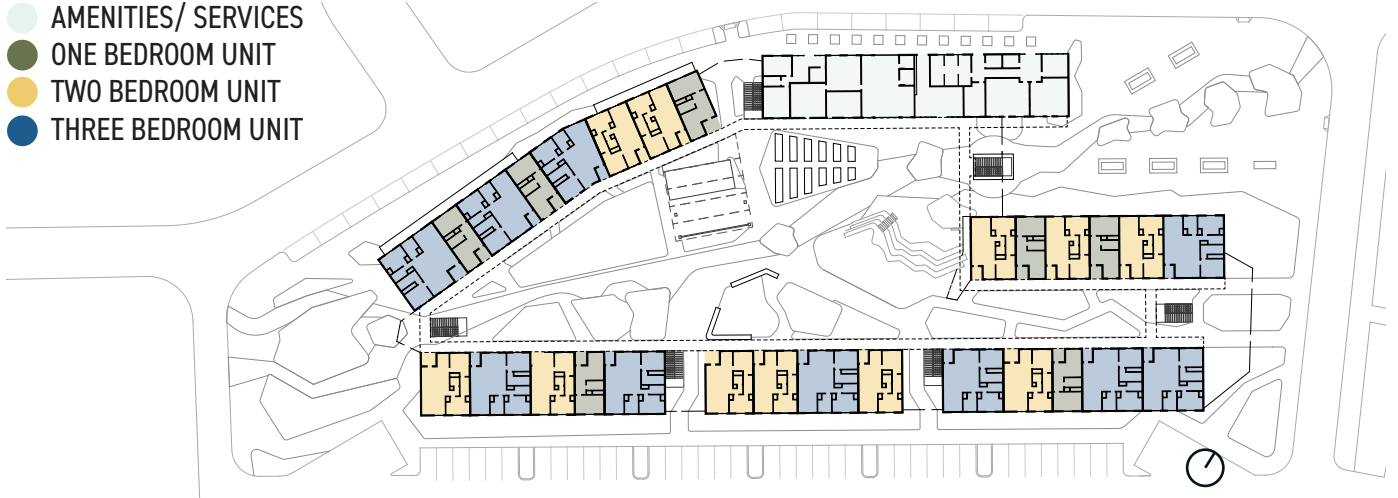 AMENITIES/ SERVICES
ONE BEDROOM UNIT
TWO BEDROOM UNIT
THREE BEDROOM UNIT